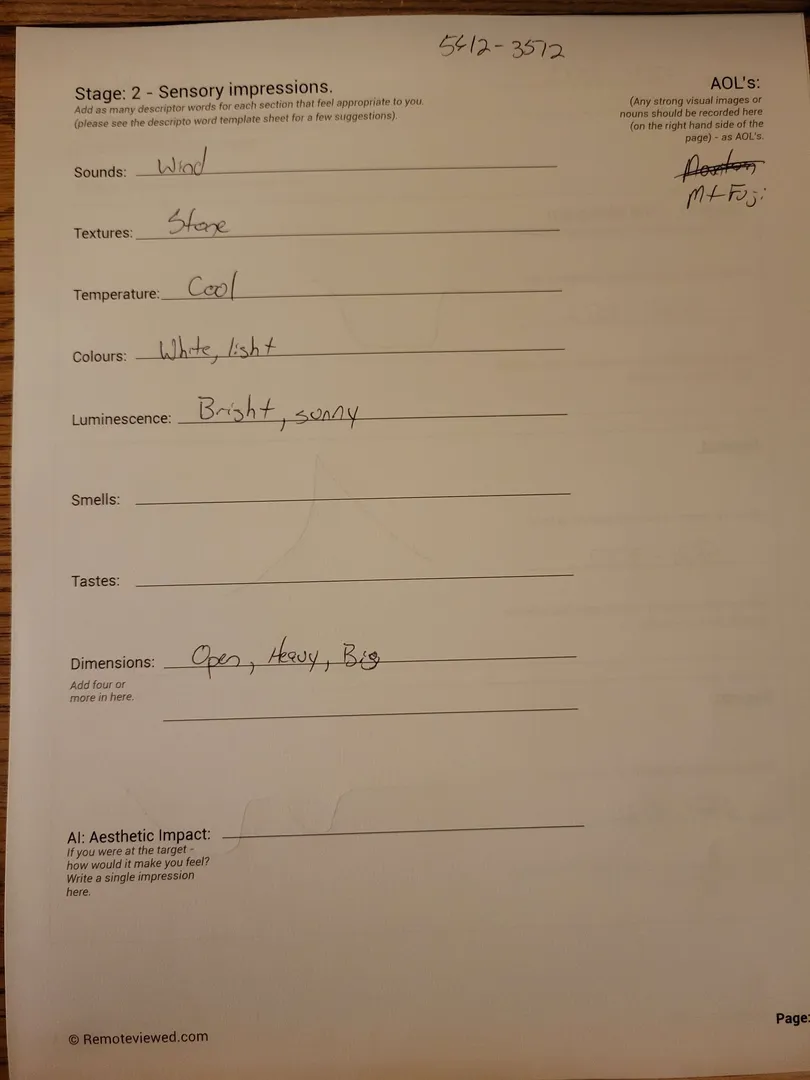 5412-3572
Stage: 2 - Sensory impressions.
Add as many descriptor words for each section that feel appropriate to you.
(please see the descripto word template sheet for a few suggestions).
AOL's:
(Any strong visual images or
nouns should be recorded here
(on the right hand side of the
page) - as AOL's.
Mt Fuji
Sounds: Wind
Textures: Stone
Temperature: Cool
Colours: White, light
Luminescence: Bright, sunny
Smells:
Tastes:
Dimensions: Open, Heavy, Big
Add four or
more in here.
AI: Aesthetic Impact:
If you were at the target -
how would it make you feel?
Write a single impression
here.
Page:
© Remoteviewed.com